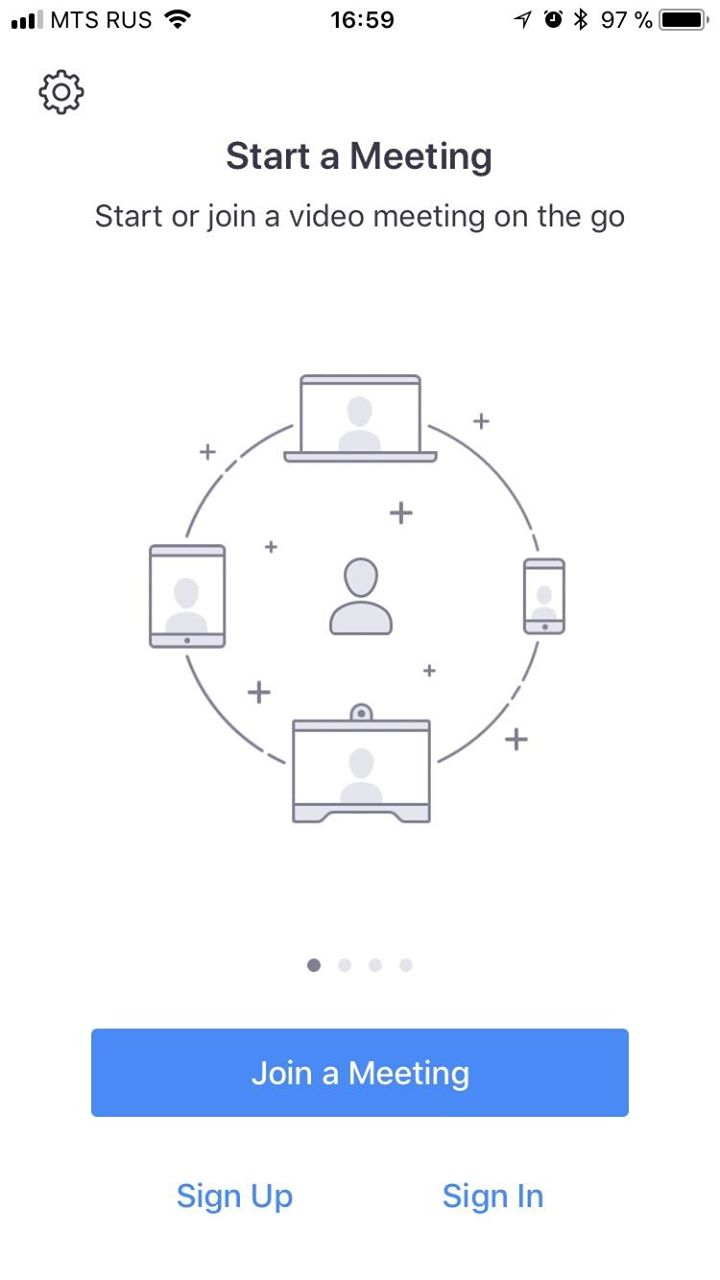 MTS RUS 16:59 97 %
Start a Meeting
Start or join a video meeting on the go
Join a Meeting
Sign Up Sign In